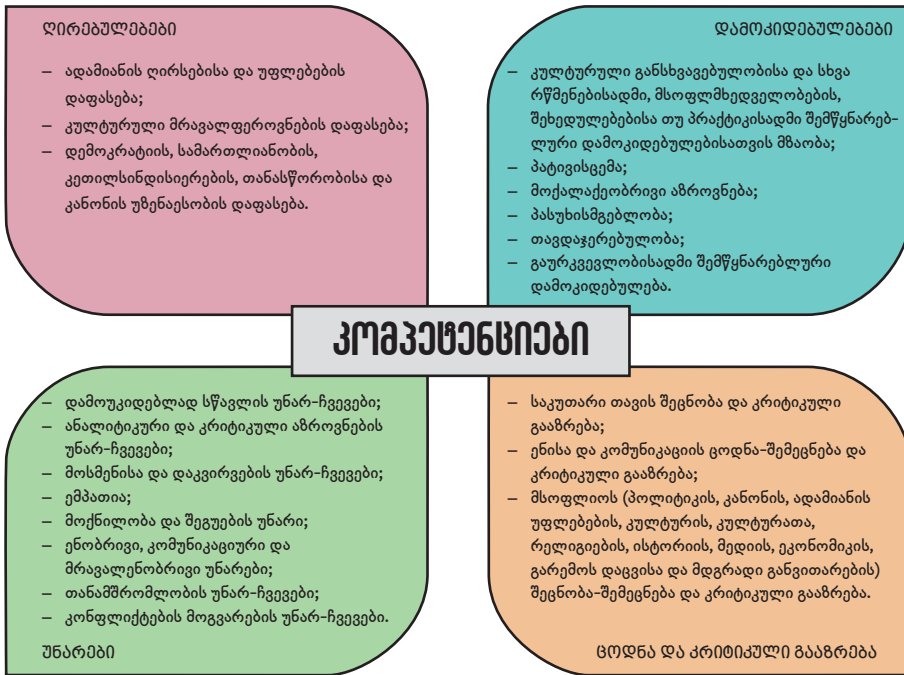 ღირებულებები
– ადამიანის ღირსებისა და უფლებების
დაფასება;
– კულტურული მრავალფეროვნების დაფასება;
– დემოკრატიის, სამართლიანობის,
კეთილსინდისიერების, თანასწორობისა და
კანონის უზენაესობის დაფასება.
დამოკიდებულებები
– კულტურული განსხვავებულობისა და სხვა
რწმენებისადმი, მსოფლმხედველობების,
შეხედულებებისა თუ პრაქტიკისადმი შემწყნარებ-
ლური დამოკიდებულებისათვის მზაობა;
– პატივისცემა;
– მოქალაქეობრივი აზროვნება;
– პასუხისმგებლობა;
– თავდაჯერებულობა;
– გაურკვევლობისადმი შემწყნარებლური
დამოკიდებულება.
კომპეტენციები
– დამოუკიდებლად სწავლის უნარ-ჩვევები;
– ანალიტიკური და კრიტიკული აზროვნების
უნარ-ჩვევები;
– მოსმენისა და დაკვირვების უნარ-ჩვევები;
– ემპათია;
– მოქნილობა და შეგუების უნარი;
– ენობრივი, კომუნიკაციური და
მრავალენობრივი უნარები;
– თანამშრომლობის უნარ-ჩვევები;
– კონფლიქტების მოგვარების უნარ-ჩვევები.
უნარები
– საკუთარი თავის შეცნობა და კრიტიკული
გააზრება;
– ენისა და კომუნიკაციის ცოდნა-შემეცნება და
კრიტიკული გააზრება;
– მსოფლიოს (პოლიტიკის, კანონის, ადამიანის
უფლებების, კულტურის, კულტურათა,
რელიგიების, ისტორიის, მედიის, ეკონომიკის,
გარემოს დაცვისა და მდგრადი განვითარების)
შეცნობა-შემეცნება და კრიტიკული გააზრება.
ცოდნა და კრიტიკული გააზრება